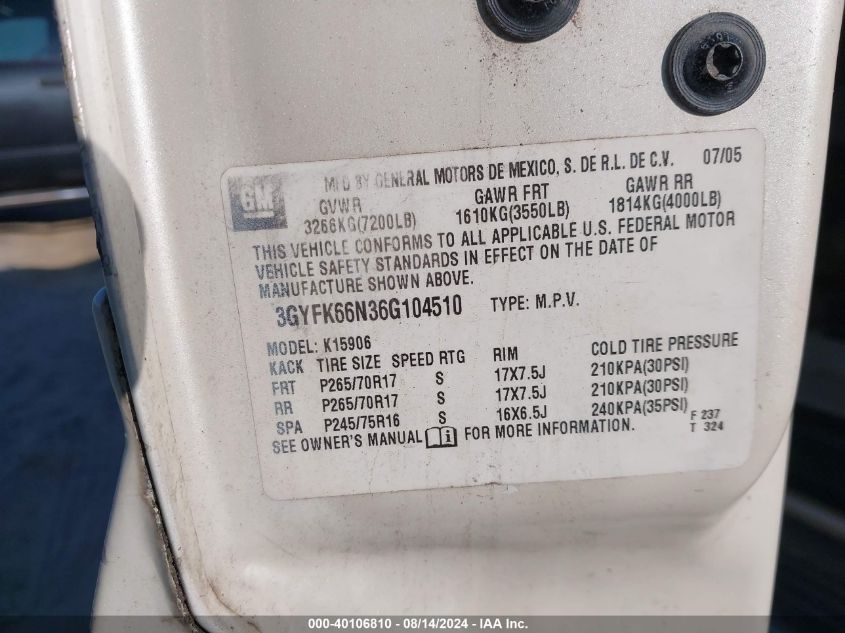 GM
MFD BY GENERAL MOTORS DE MEXICO, S. DE R.L. DE C.V. 07/05
GVWR GAWR FRT GAWR RR
3266KG(7200LB) 1610KG(3550LB) 1814KG(4000LB)
THIS VEHICLE CONFORMS TO ALL APPLICABLE U.S. FEDERAL MOTOR
VEHICLE SAFETY STANDARDS IN EFFECT ON THE DATE OF
MANUFACTURE SHOWN ABOVE.
3GYFK66N36G104510 TYPE: M.P.V.
MODEL: K15906
KACK TIRE SIZE SPEED RTG RIM COLD TIRE PRESSURE
FRT P265/70R17 S 17X7.5J 210KPA(30PSI)
RR P265/70R17 S 17X7.5J 210KPA(30PSI)
SPA P245/75R16 S 16X6.5J 240KPA(35PSI)
F 237
SEE OWNER'S MANUAL i FOR MORE INFORMATION. T 324
000-40106810 - 08/14/2024 - IAA Inc.